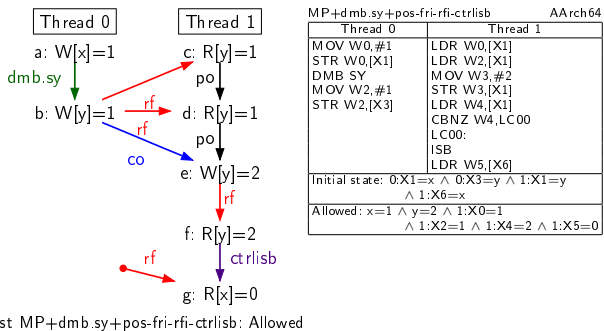 Thread 0
Thread 1
a: W[x]=1
c: R[y]=1
dmb.sy
po
b: W[y]=1
rf
d: R[y]=1
rf
po
co
e: W[y]=2
rf
f: R[y]=2
rf
ctrlisb
g: R[x]=0
st MP+dmb.sy+pos-fri-rfi-ctrlisb: Allowed
MP+dmb.sy+pos-fri-rfi-ctrlisb AArch64
Thread 0 Thread 1
MOV W0,#1 LDR W0,[X1]
STR W0,[X1] LDR W2,[X1]
DMB SY MOV W3,#2
MOV W2,#1 STR W3,[X1]
STR W2,[X3] LDR W4,[X1]
CBNZ W4,LC00
LC00:
ISB
LDR W5,[X6]
Initial state: 0:X1=x ∧ 0:X3=y ∧ 1:X1=y
∧ 1:X6=x
Allowed: x=1 ∧ y=2 ∧ 1:X0=1
∧ 1:X2=1 ∧ 1:X4=2 ∧ 1:X5=0